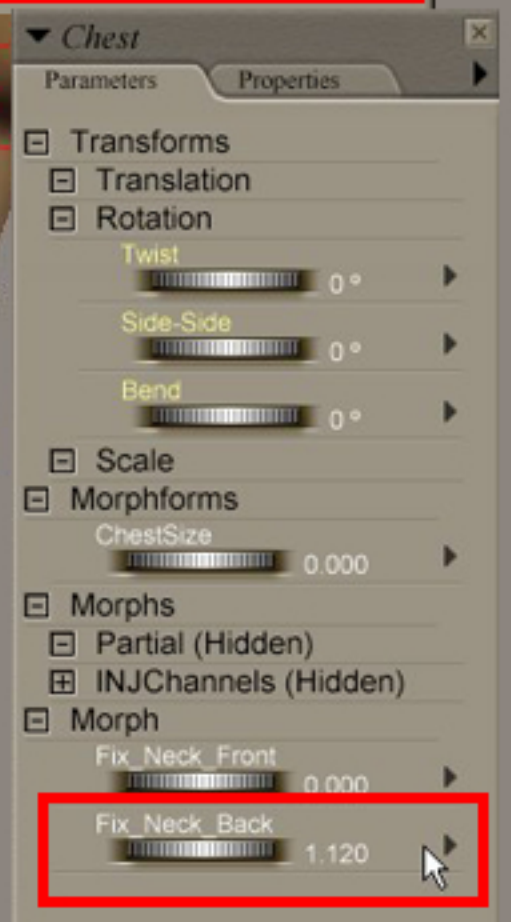 Chest
Parameters Properties
Transforms
Translation
Rotation
Twist
0 °
Side-Side
0 °
Bend
0 °
Scale
Morphforms
ChestSize
0.000
Morphs
Partial (Hidden)
INJChannels (Hidden)
Morph
Fix_Neck_Front
0.000
Fix_Neck_Back
1.120